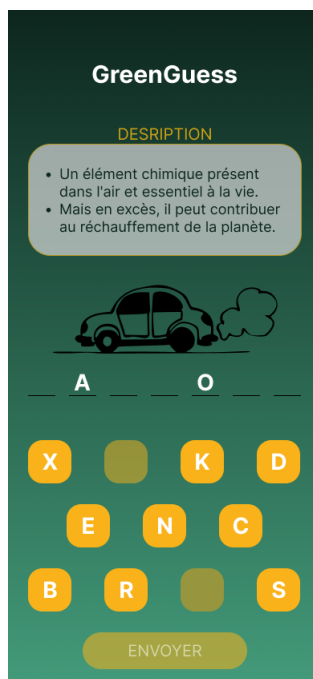 GreenGuess
DESRIPTION
• Un élément chimique présent
dans l'air et essentiel à la vie.
• Mais en excès, il peut contribuer
au réchauffement de la planète.
A O
X K D
E N C
B R S
ENVOYER